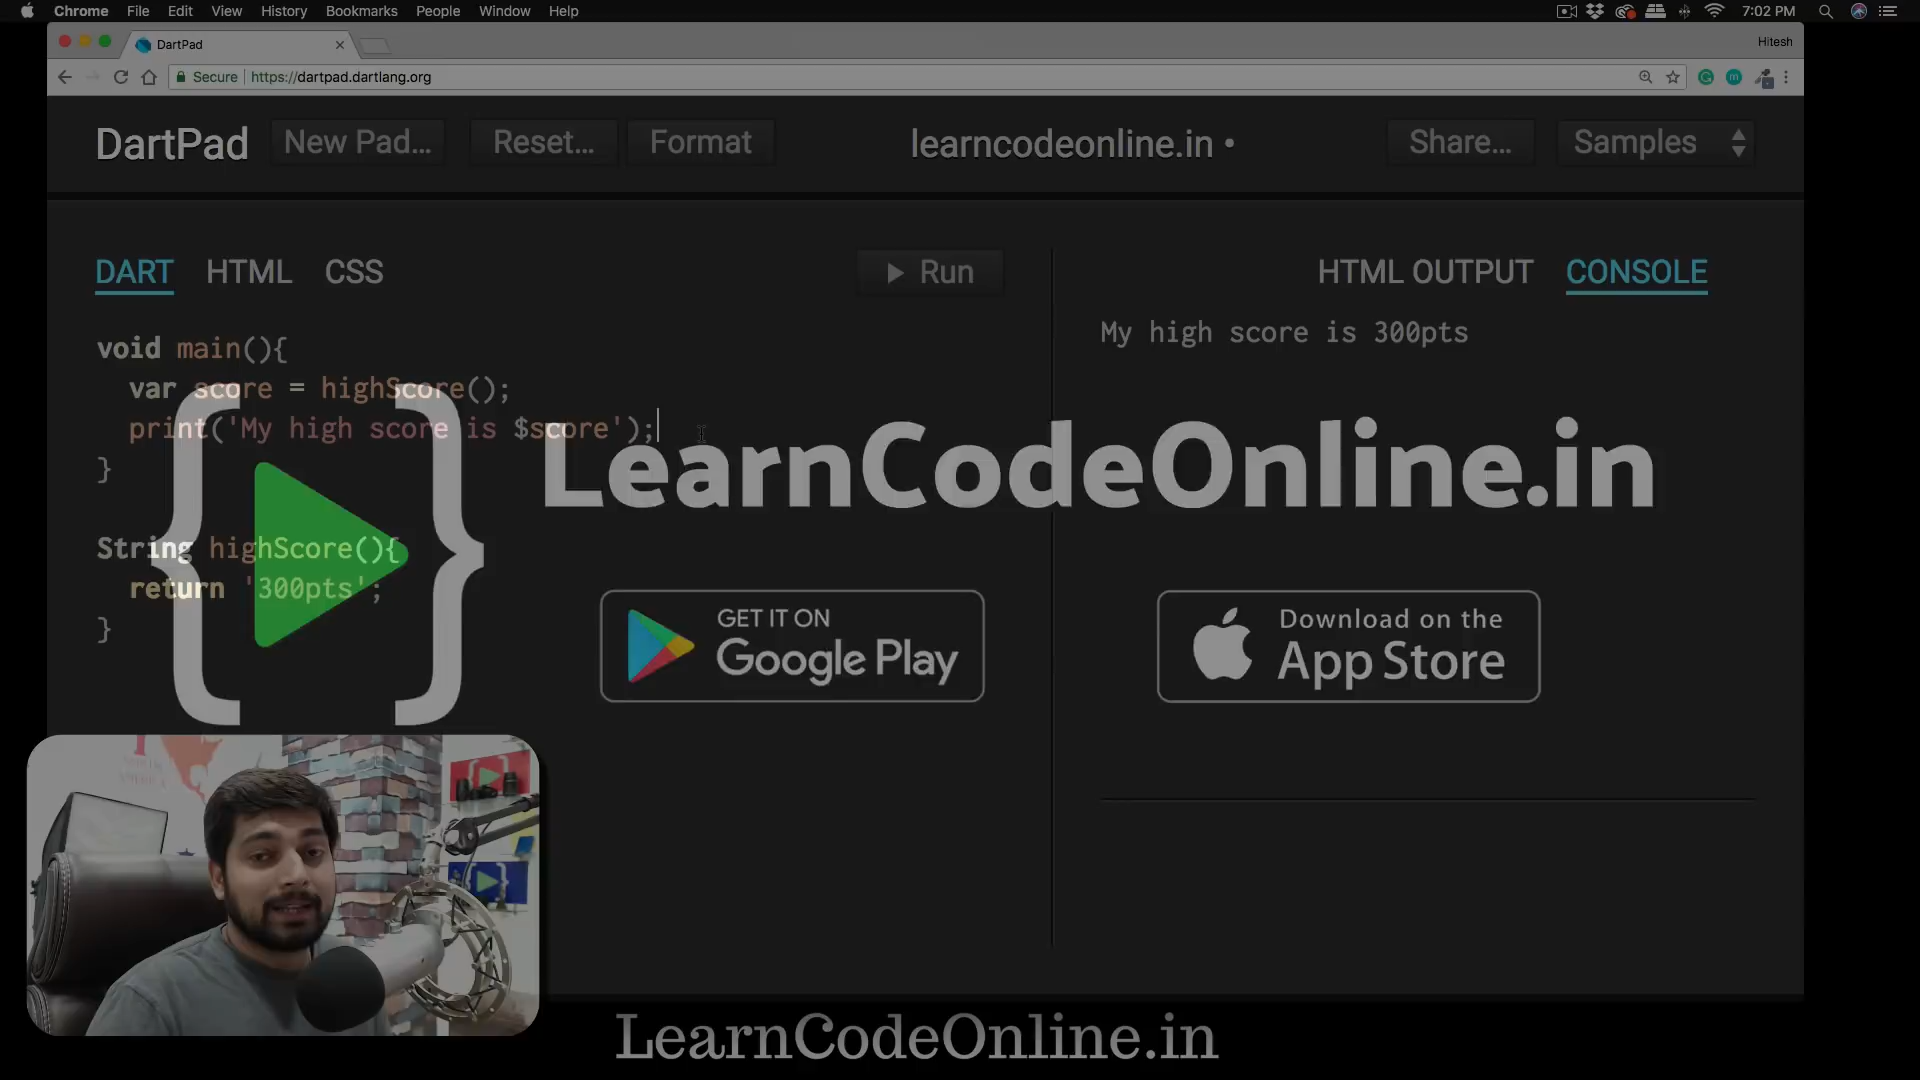 Chrome File Edit View History Bookmarks People Window Help 7:02 PM
DartPad Hitesh
Secure https://dartpad.dartlang.org
DartPad New Pad... Reset... Format learncodeonline.in • Share... Samples
DART HTML CSS Run HTML OUTPUT CONSOLE
void main(){
var score = highScore();
print('My high score is $score');
}
String highScore(){
return '300pts';
}
My high score is 300pts
LearnCodeOnline.in
GET IT ON
Google Play
Download on the
App Store
LearnCodeOnline.in